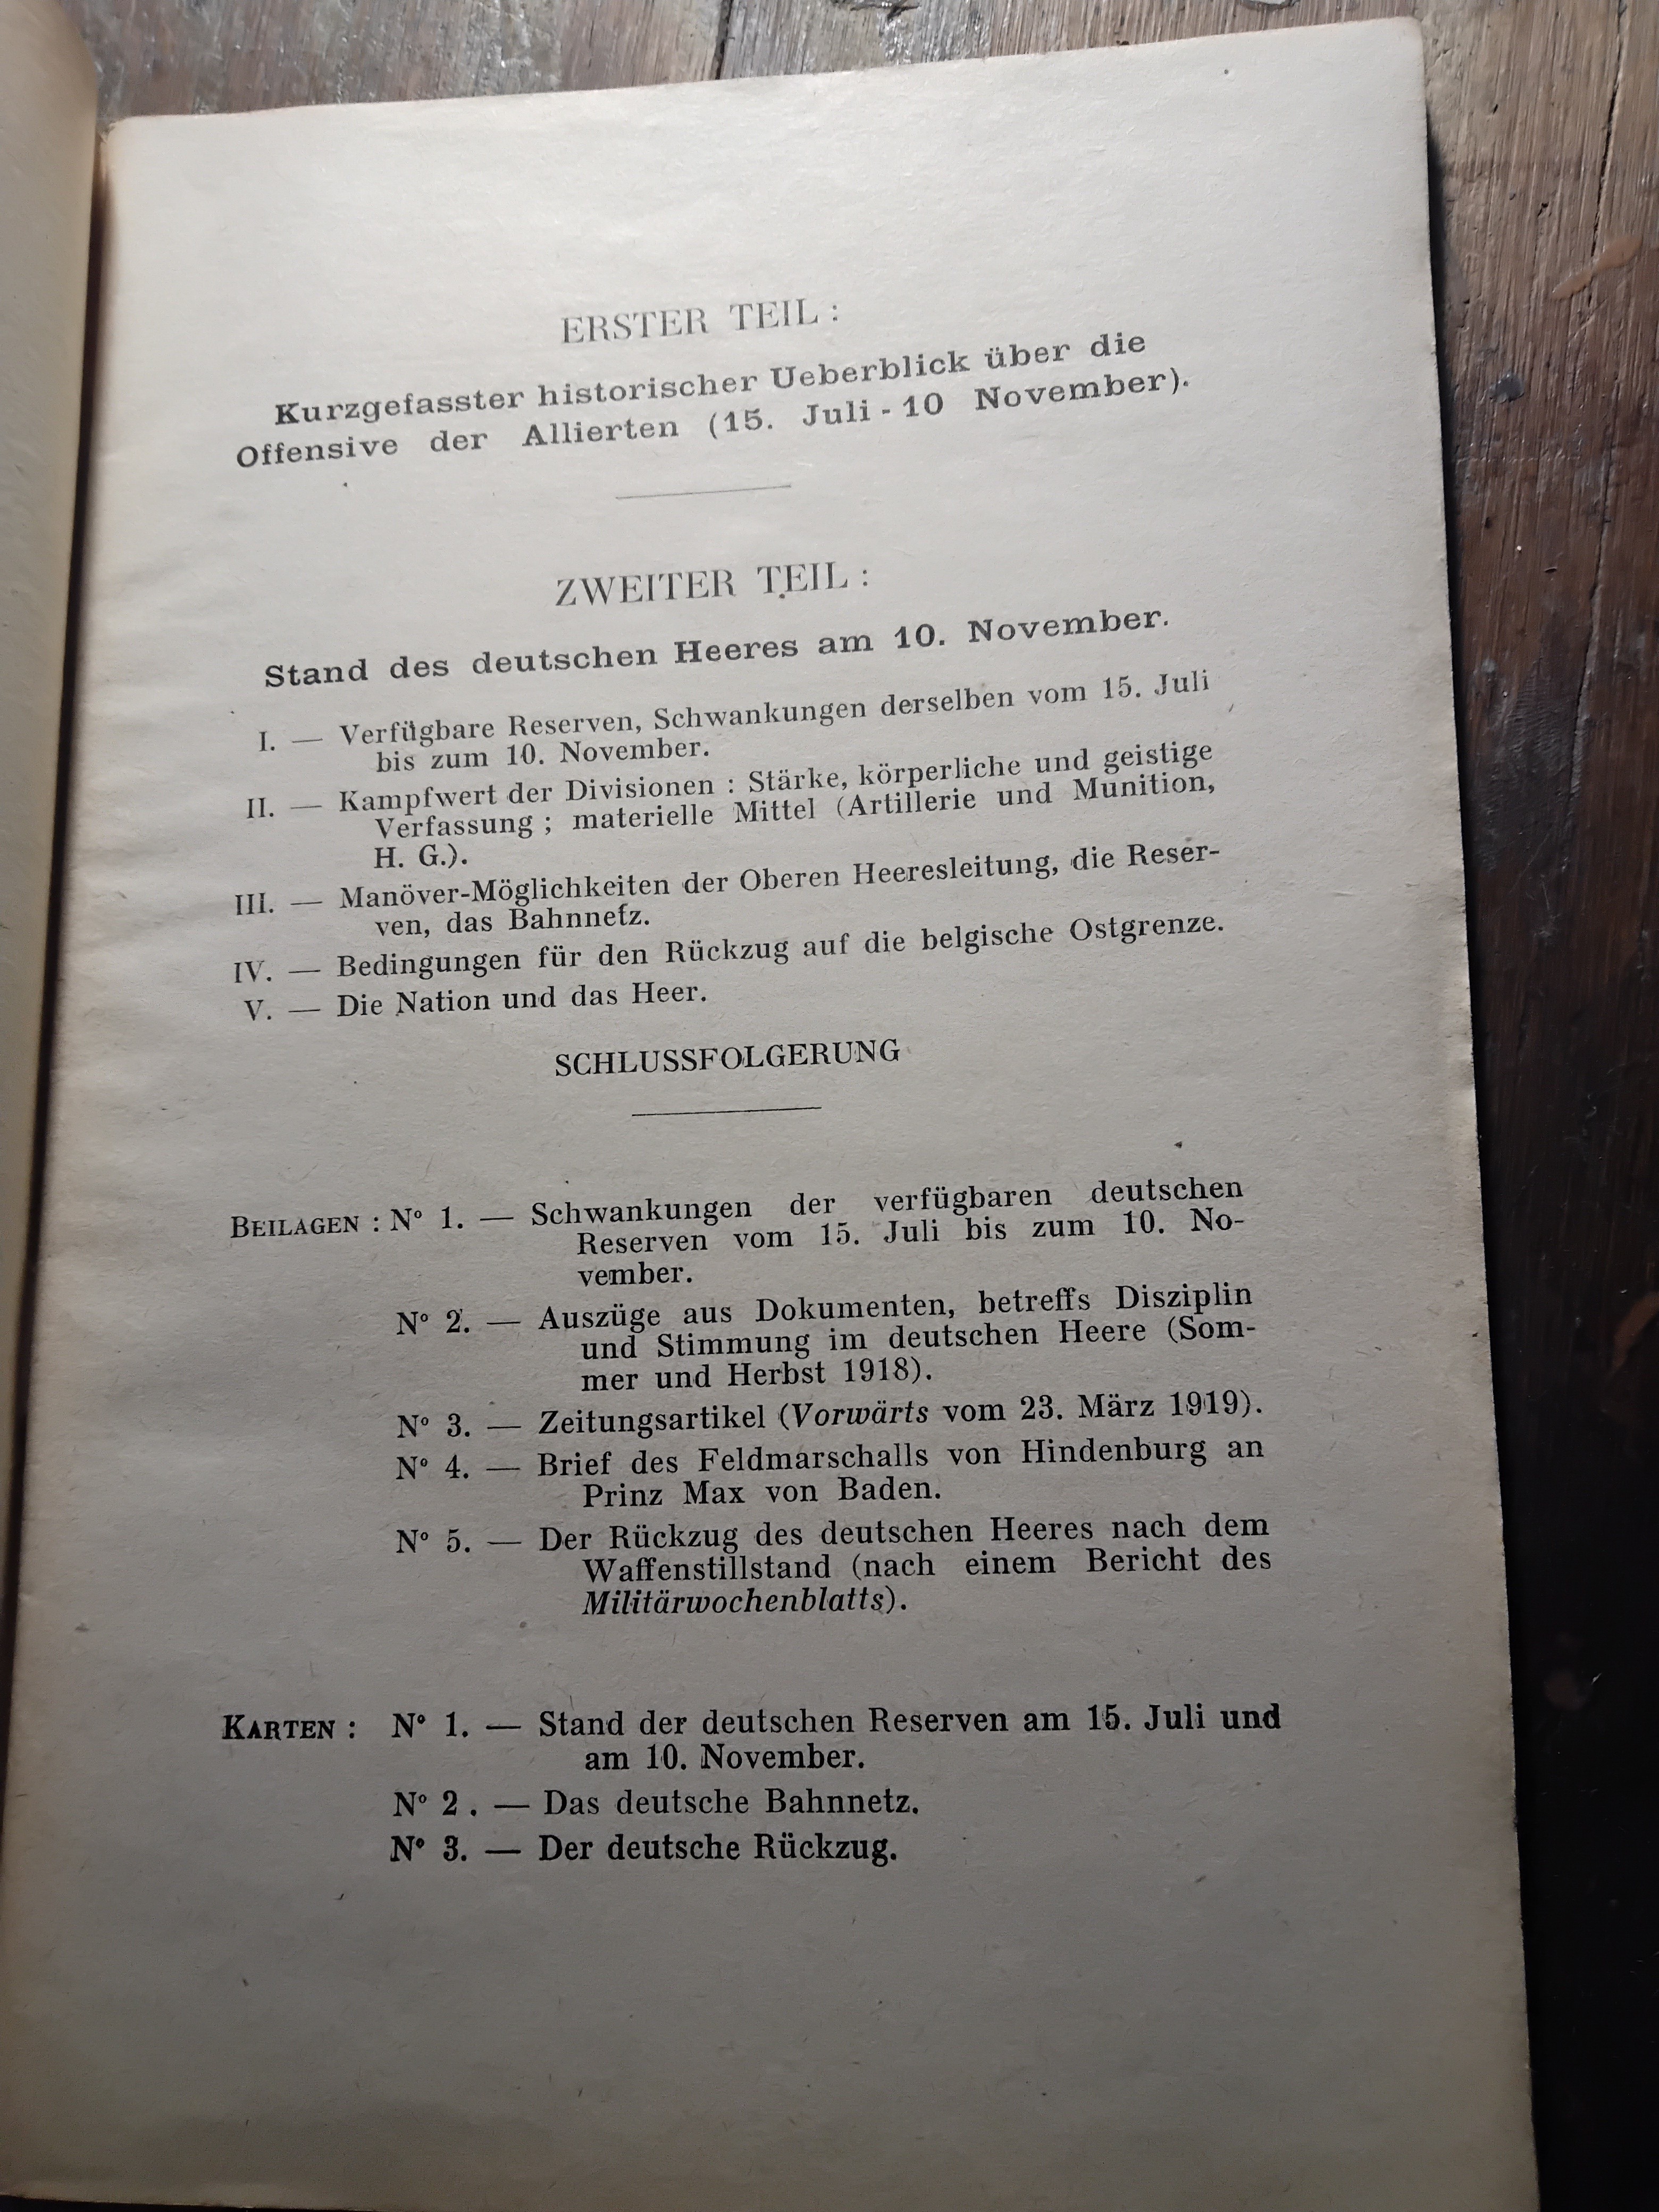 ERSTER TEIL :
Kurzgefasster historischer Ueberblick über die
Offensive der Allierten (15. Juli - 10 November).
ZWEITER TEIL :
Stand des deutschen Heeres am 10. November.
I. — Verfügbare Reserven, Schwankungen derselben vom 15. Juli
bis zum 10. November.
II. — Kampfwert der Divisionen : Stärke, körperliche und geistige
Verfassung ; materielle Mittel (Artillerie und Munition,
H. G.).
III. — Manöver-Möglichkeiten der Oberen Heeresleitung, die Reser-
ven, das Bahnnetz.
IV. — Bedingungen für den Rückzug auf die belgische Ostgrenze.
V. — Die Nation und das Heer.
SCHLUSSFOLGERUNG
BEILAGEN : N° 1. — Schwankungen der verfügbaren deutschen
Reserven vom 15. Juli bis zum 10. No-
vember.
N° 2. — Auszüge aus Dokumenten, betreffs Disziplin
und Stimmung im deutschen Heere (Som-
mer und Herbst 1918).
N° 3. — Zeitungsartikel (Vorwärts vom 23. März 1919).
N° 4. — Brief des Feldmarschalls von Hindenburg an
Prinz Max von Baden.
N° 5. — Der Rückzug des deutschen Heeres nach dem
Waffenstillstand (nach einem Bericht des
Militärwochenblatts).
KARTEN : N° 1. — Stand der deutschen Reserven am 15. Juli und
am 10. November.
N° 2 . — Das deutsche Bahnnetz.
N° 3. — Der deutsche Rückzug.